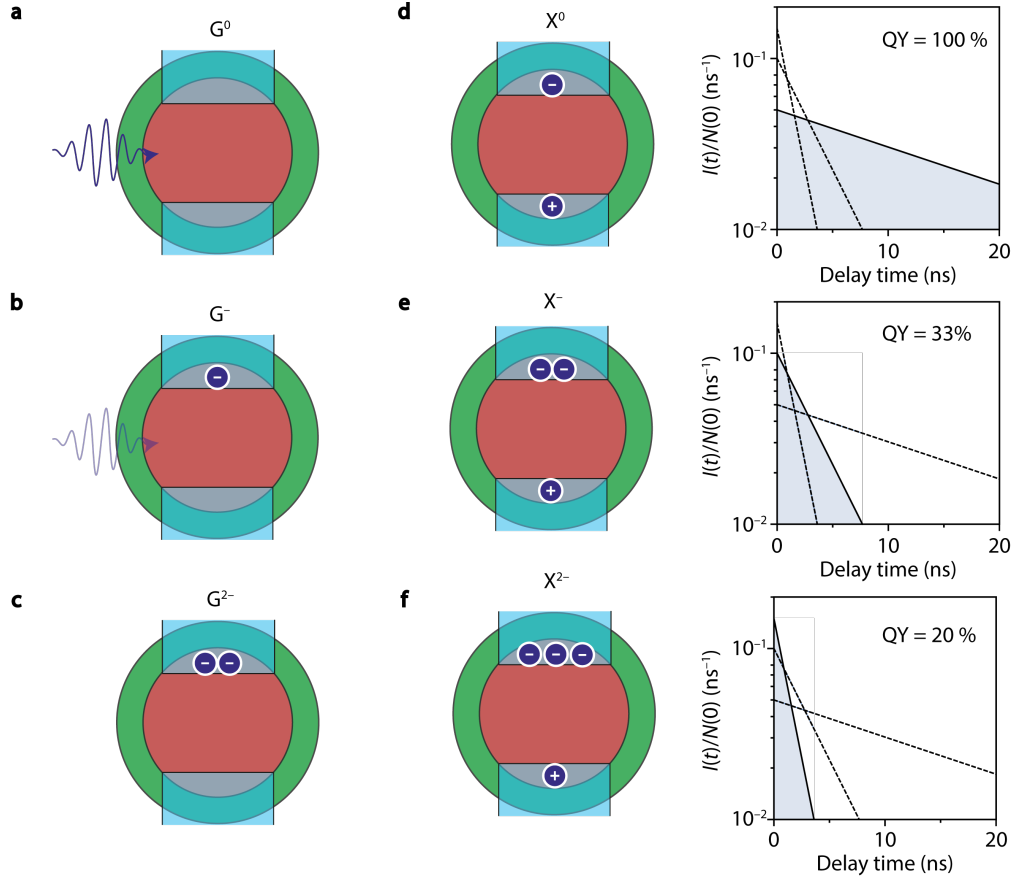 a
G⁰
d
X⁰
−
+
QY = 100 %
I(t)/N(0) (ns⁻¹)
10⁻¹
10⁻²
0
10
20
Delay time (ns)
b
G⁻
−
e
X⁻
− −
+
QY = 33%
I(t)/N(0) (ns⁻¹)
10⁻¹
10⁻²
0
10
20
Delay time (ns)
c
G²⁻
− −
f
X²⁻
− − −
+
QY = 20 %
I(t)/N(0) (ns⁻¹)
10⁻¹
10⁻²
0
10
20
Delay time (ns)